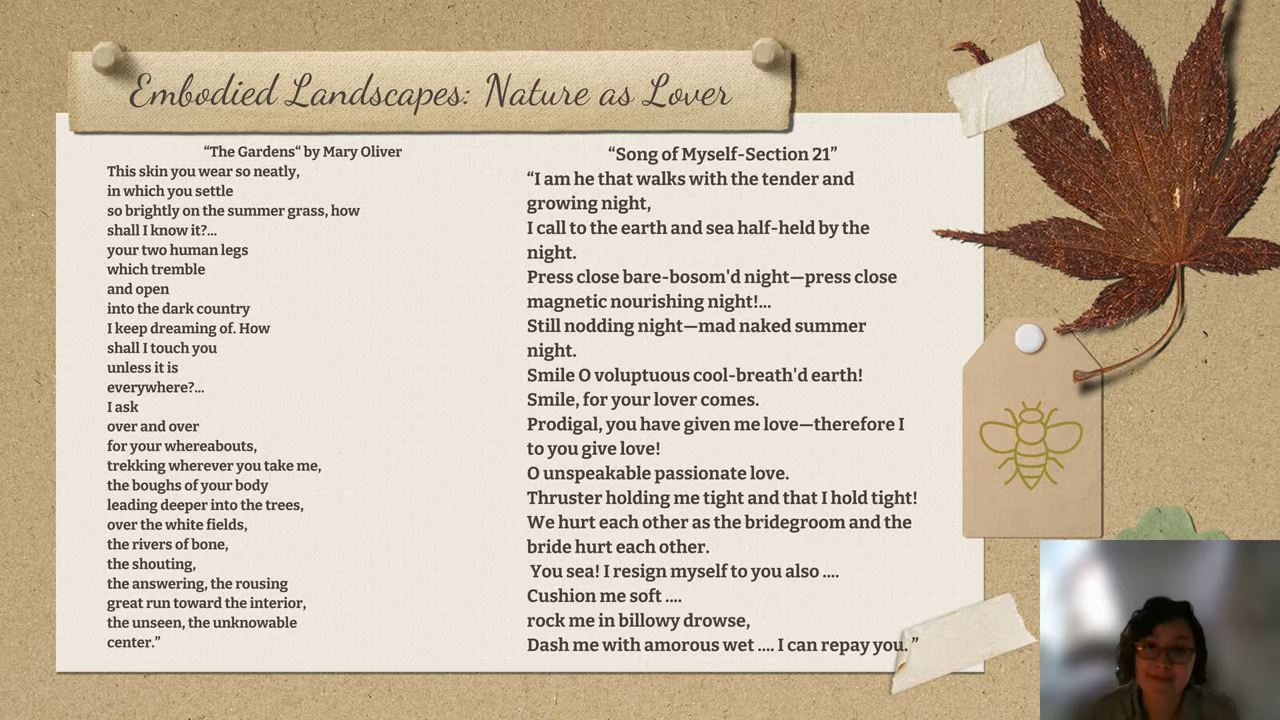 Embodied Landscapes: Nature as Lover
“The Gardens“ by Mary Oliver
This skin you wear so neatly,
in which you settle
so brightly on the summer grass, how
shall I know it?...
your two human legs
which tremble
and open
into the dark country
I keep dreaming of. How
shall I touch you
unless it is
everywhere?...
I ask
over and over
for your whereabouts,
trekking wherever you take me,
the boughs of your body
leading deeper into the trees,
over the white fields,
the rivers of bone,
the shouting,
the answering, the rousing
great run toward the interior,
the unseen, the unknowable
center.”
“Song of Myself-Section 21”
“I am he that walks with the tender and
growing night,
I call to the earth and sea half-held by the
night.
Press close bare-bosom'd night—press close
magnetic nourishing night!...
Still nodding night—mad naked summer
night.
Smile O voluptuous cool-breath'd earth!
Smile, for your lover comes.
Prodigal, you have given me love—therefore I
to you give love!
O unspeakable passionate love.
Thruster holding me tight and that I hold tight!
We hurt each other as the bridegroom and the
bride hurt each other.
You sea! I resign myself to you also ....
Cushion me soft ....
rock me in billowy drowse,
Dash me with amorous wet .... I can repay you. ”